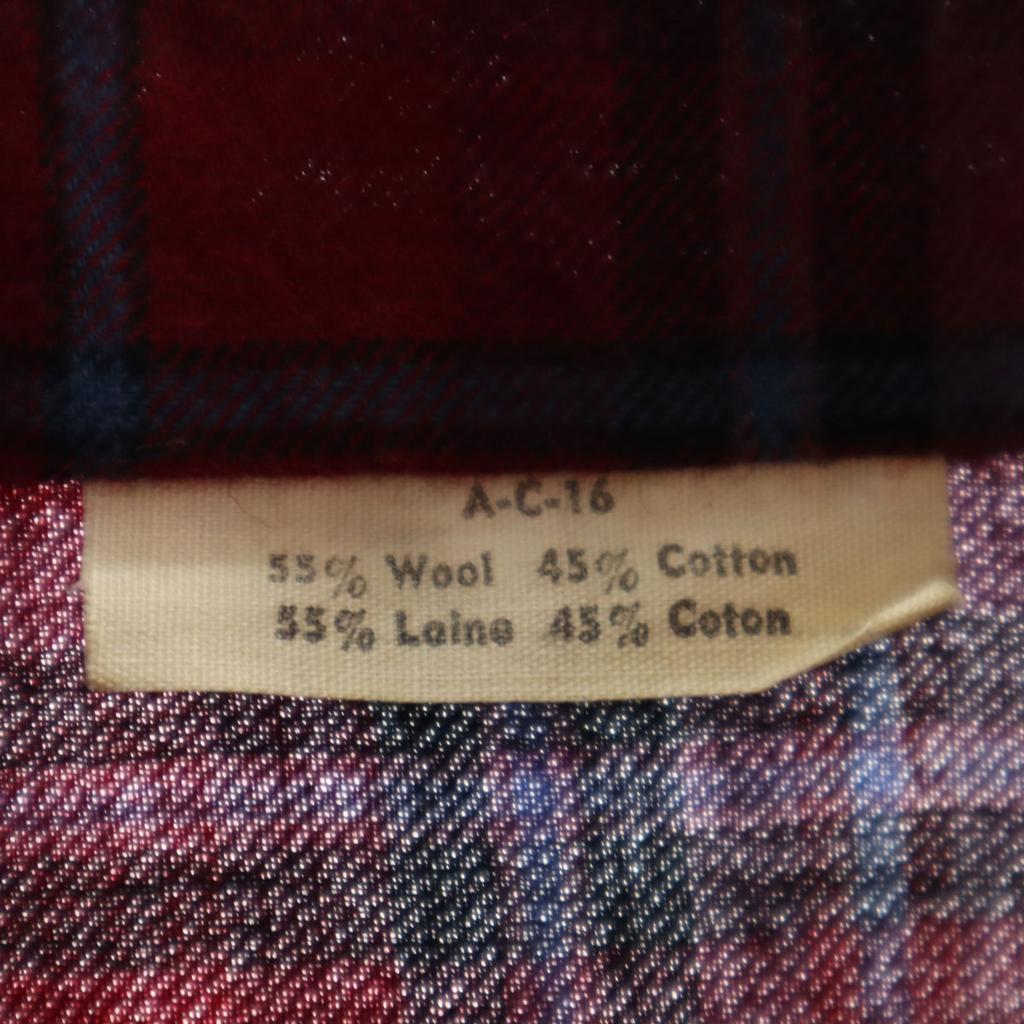 A-C-16
55% Wool 45% Cotton
55% Laine 45% Coton